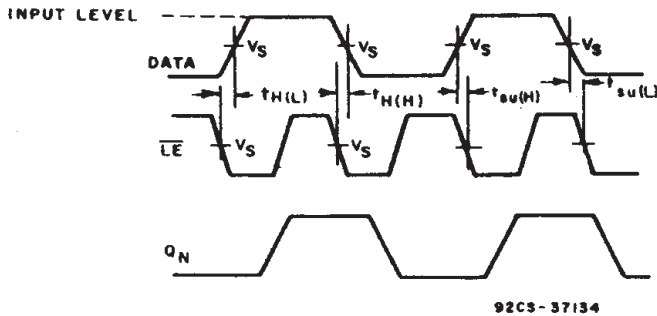 INPUT LEVEL
VS VS VS VS
DATA
tH(L) tH(H) tsu(H) tsu(L)
LE VS VS
QN
92CS-37134